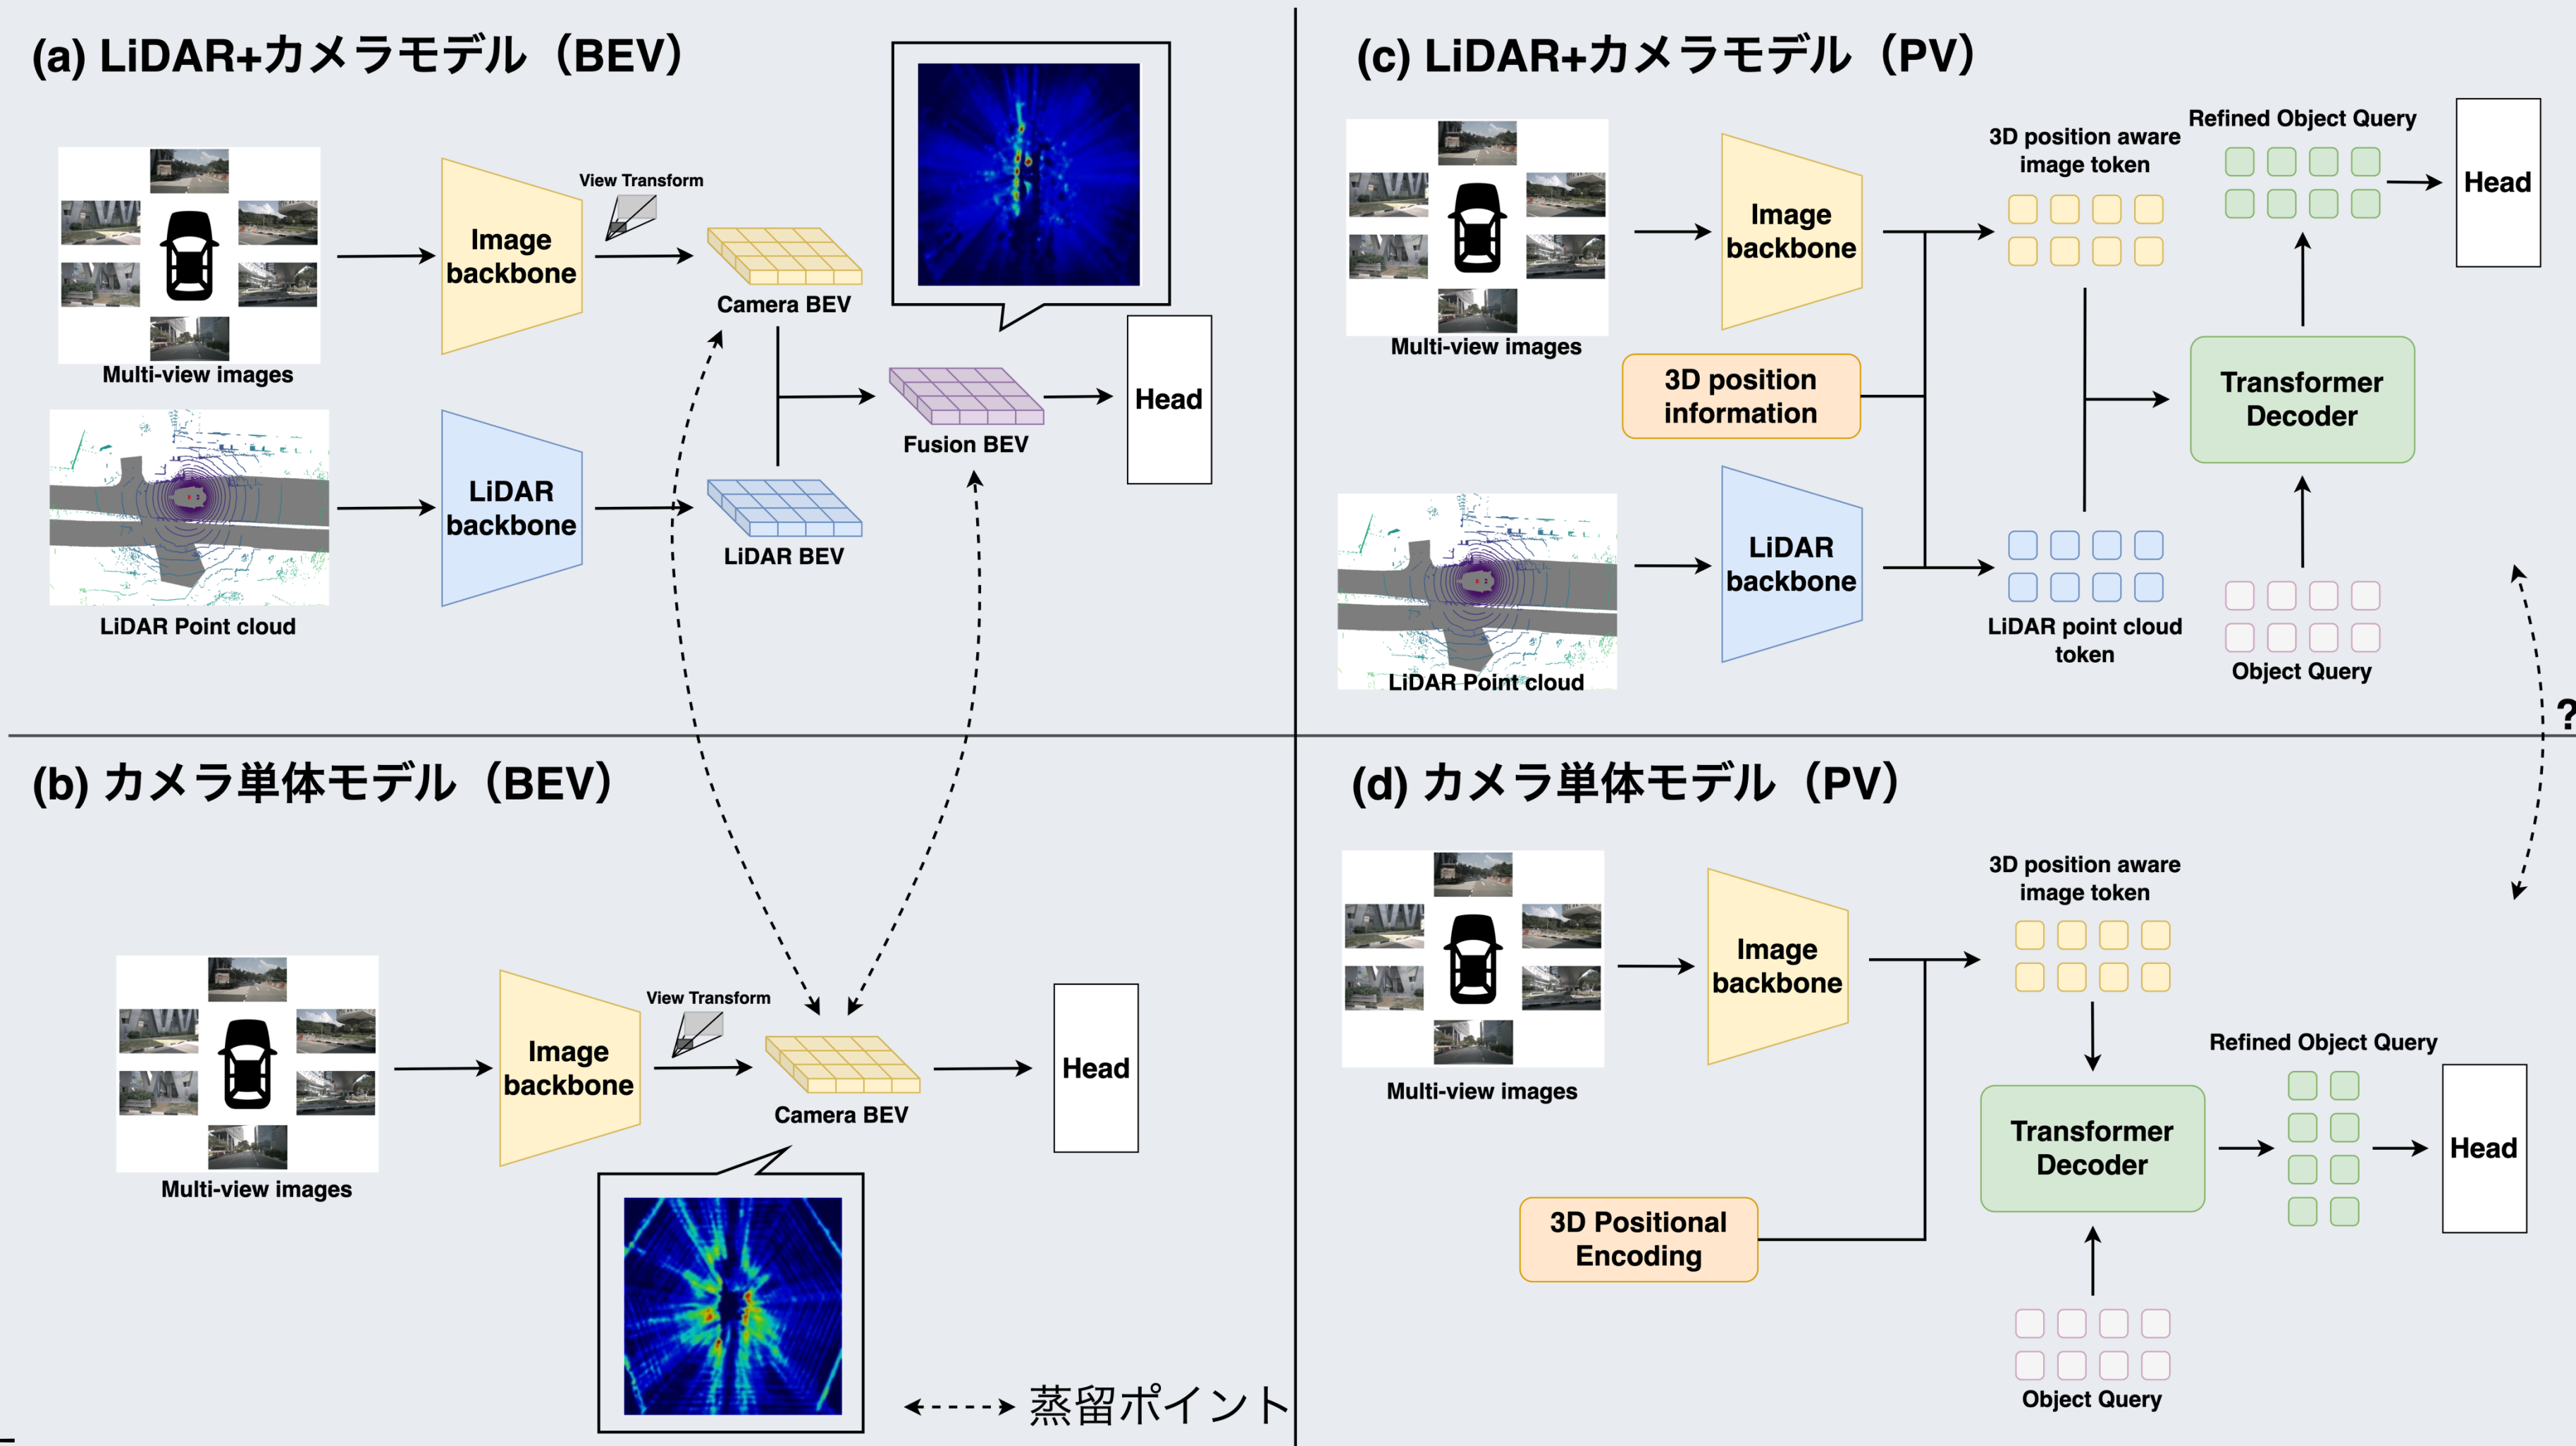 (a) LiDAR+カメラモデル（BEV）
Multi-view images
Image
backbone
View Transform
Camera BEV
LiDAR Point cloud
LiDAR
backbone
LiDAR BEV
Fusion BEV
Head
(b) カメラ単体モデル（BEV）
Multi-view images
Image
backbone
View Transform
Camera BEV
Head
蒸留ポイント
(c) LiDAR+カメラモデル（PV）
Multi-view images
Image
backbone
3D position
information
LiDAR Point cloud
LiDAR
backbone
3D position aware
image token
LiDAR point cloud
token
Refined Object Query
Head
Transformer
Decoder
Object Query
?
(d) カメラ単体モデル（PV）
Multi-view images
Image
backbone
3D Positional
Encoding
3D position aware
image token
Transformer
Decoder
Refined Object Query
Head
Object Query